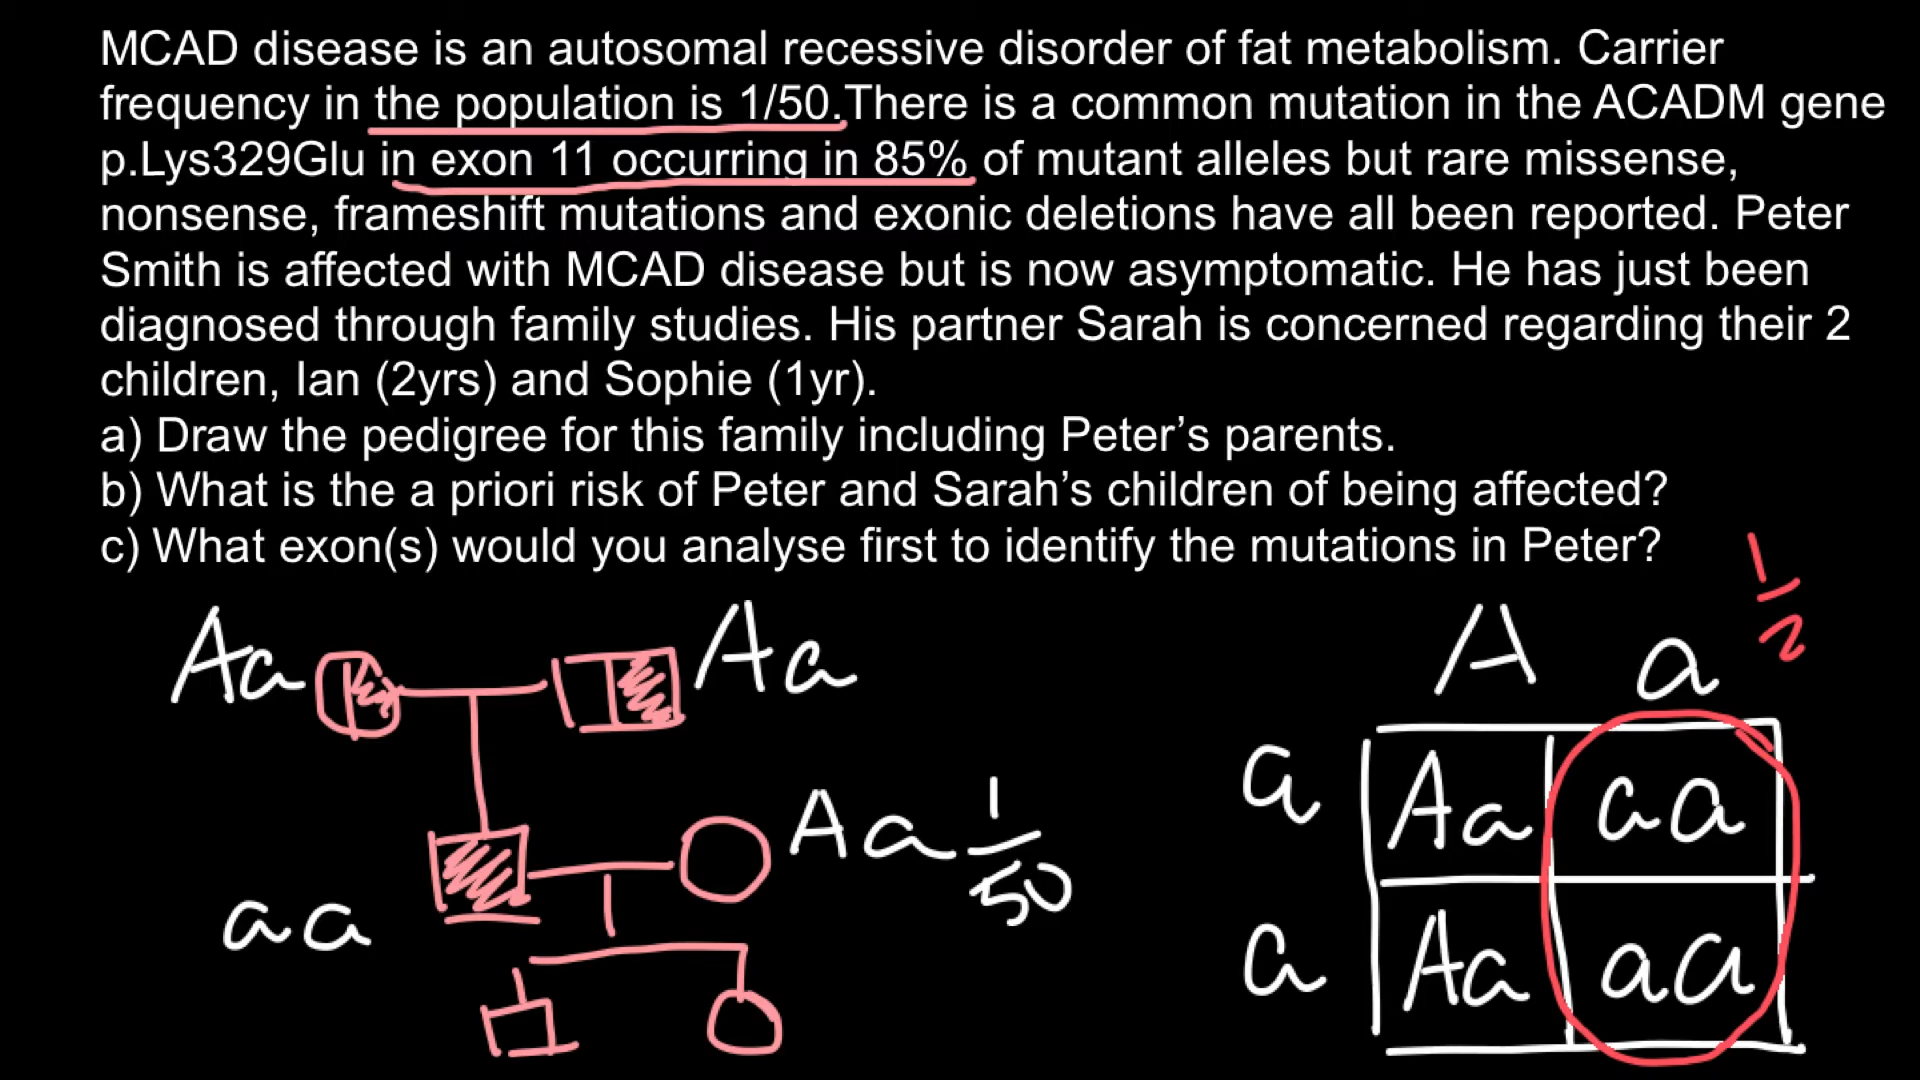 MCAD disease is an autosomal recessive disorder of fat metabolism. Carrier
frequency in the population is 1/50.There is a common mutation in the ACADM gene
p.Lys329Glu in exon 11 occurring in 85% of mutant alleles but rare missense,
nonsense, frameshift mutations and exonic deletions have all been reported. Peter
Smith is affected with MCAD disease but is now asymptomatic. He has just been
diagnosed through family studies. His partner Sarah is concerned regarding their 2
children, Ian (2yrs) and Sophie (1yr).
a) Draw the pedigree for this family including Peter’s parents.
b) What is the a priori risk of Peter and Sarah’s children of being affected?
c) What exon(s) would you analyse first to identify the mutations in Peter?
Aa Aa
Aa 1/50
aa
1/2
A a
a Aa aa
a Aa aa